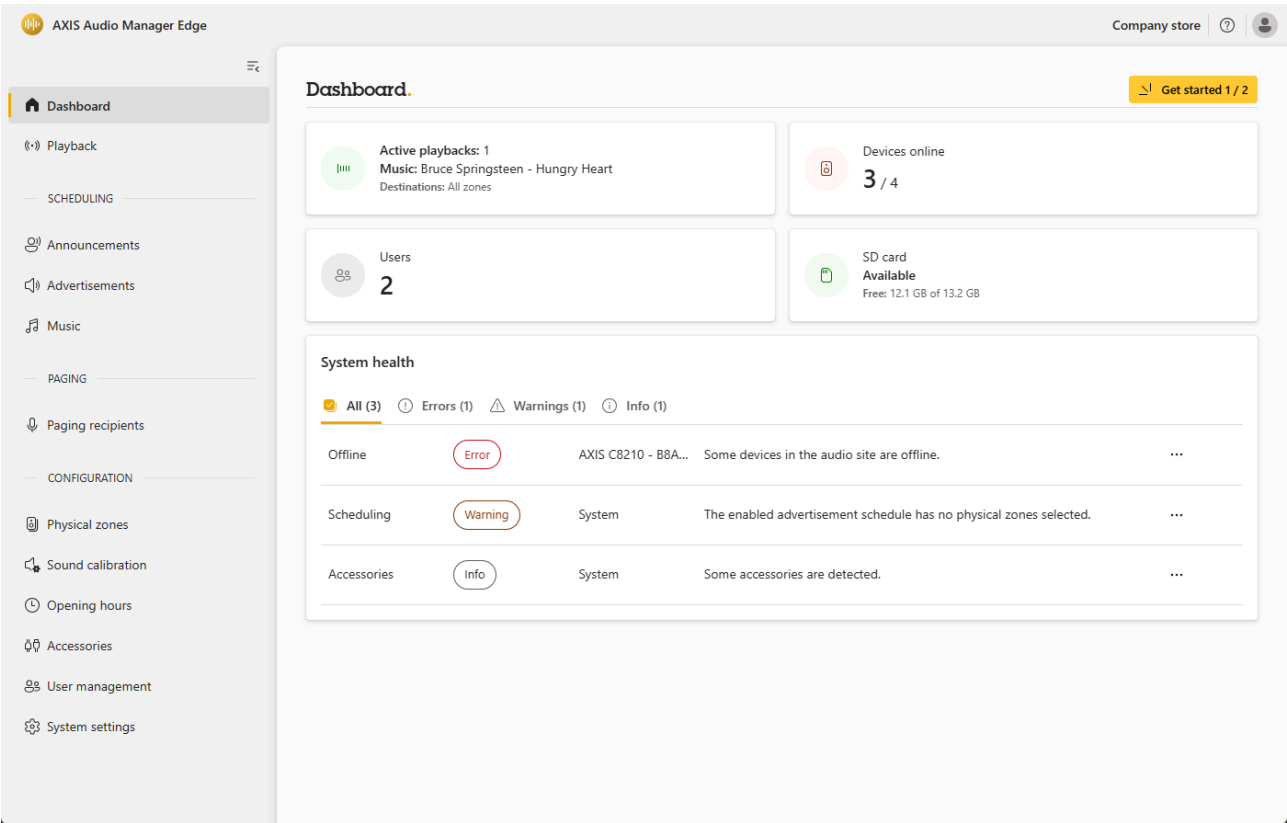 AXIS Audio Manager Edge
Company store
Dashboard
Playback
SCHEDULING
Announcements
Advertisements
Music
PAGING
Paging recipients
CONFIGURATION
Physical zones
Sound calibration
Opening hours
Accessories
User management
System settings
Dashboard.
Get started 1 / 2
Active playbacks: 1
Music: Bruce Springsteen - Hungry Heart
Destinations: All zones
Devices online
3 / 4
Users
2
SD card
Available
Free: 12.1 GB of 13.2 GB
System health
All (3) Errors (1) Warnings (1) Info (1)
Offline Error AXIS C8210 - B8A... Some devices in the audio site are offline.
Scheduling Warning System The enabled advertisement schedule has no physical zones selected.
Accessories Info System Some accessories are detected.